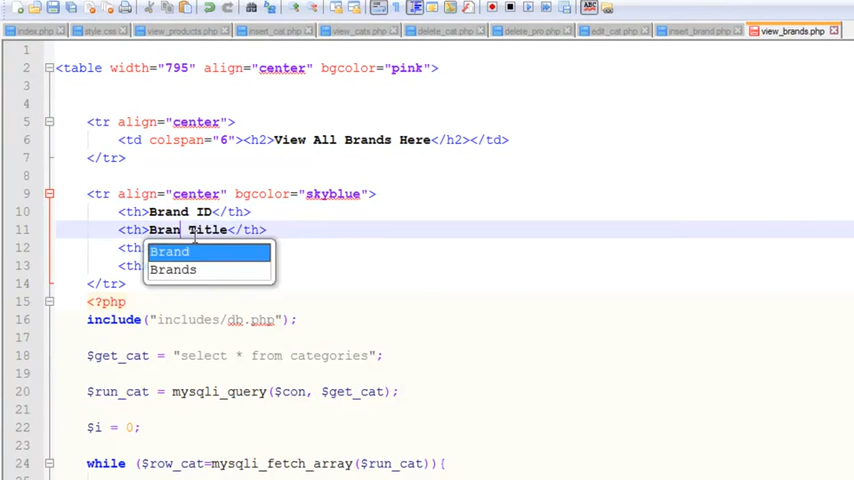 index.php style.css view_products.php insert_cat.php view_cats.php delete_cat.php delete_pro.php edit_cat.php insert_brand.php view_brands.php
1
2 <table width="795" align="center" bgcolor="pink">
3
4
5 <tr align="center">
6 <td colspan="6"><h2>View All Brands Here</h2></td>
7 </tr>
8
9 <tr align="center" bgcolor="skyblue">
10 <th>Brand ID</th>
11 <th>Bran Title</th>
12 <th
Brand
13 <th
Brands
14 </tr>
15 <?php
16 include("includes/db.php");
17
18 $get_cat = "select * from categories";
19
20 $run_cat = mysqli_query($con, $get_cat);
21
22 $i = 0;
23
24 while ($row_cat=mysqli_fetch_array($run_cat)){